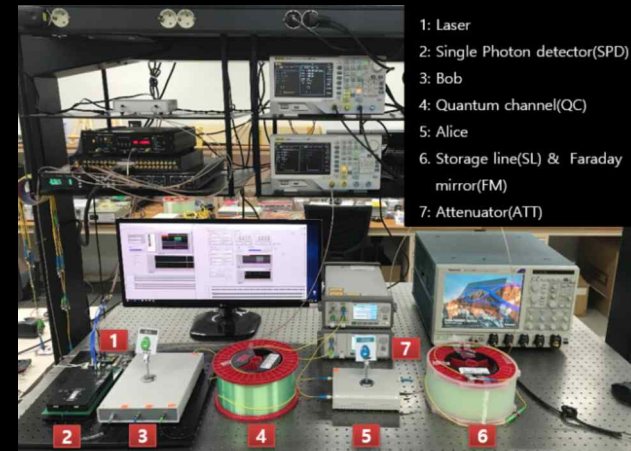 1: Laser
2: Single Photon detector(SPD)
3: Bob
4: Quantum channel(QC)
5: Alice
6: Storage line(SL) & Faraday
mirror(FM)
7: Attenuator(ATT)
1
7
2
3
4
5
6